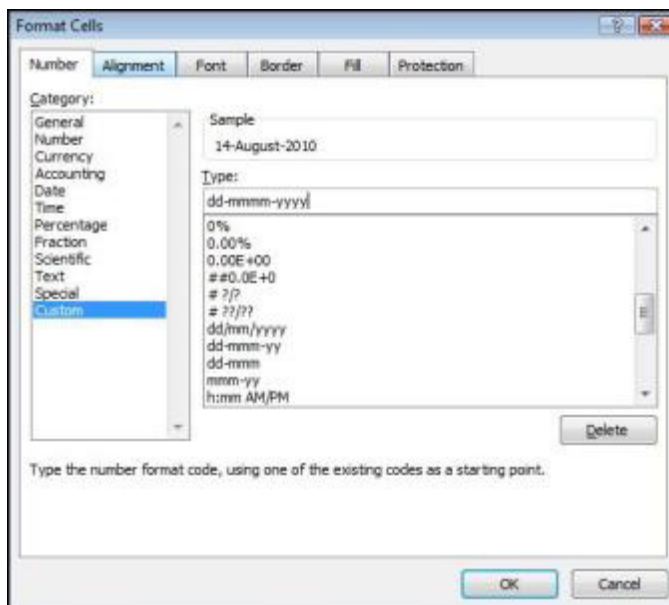 Format Cells
Number Alignment Font Border Fill Protection
Category:
General
Number
Currency
Accounting
Date
Time
Percentage
Fraction
Scientific
Text
Special
Custom
Sample
14-August-2010
Type:
dd-mmmm-yyyy
0%
0.00%
0.00E+00
##0.0E+0
# ?/?
# ??/??
dd/mm/yyyy
dd-mmm-yy
dd-mmm
mmm-yy
h:mm AM/PM
Delete
Type the number format code, using one of the existing codes as a starting point.
OK Cancel